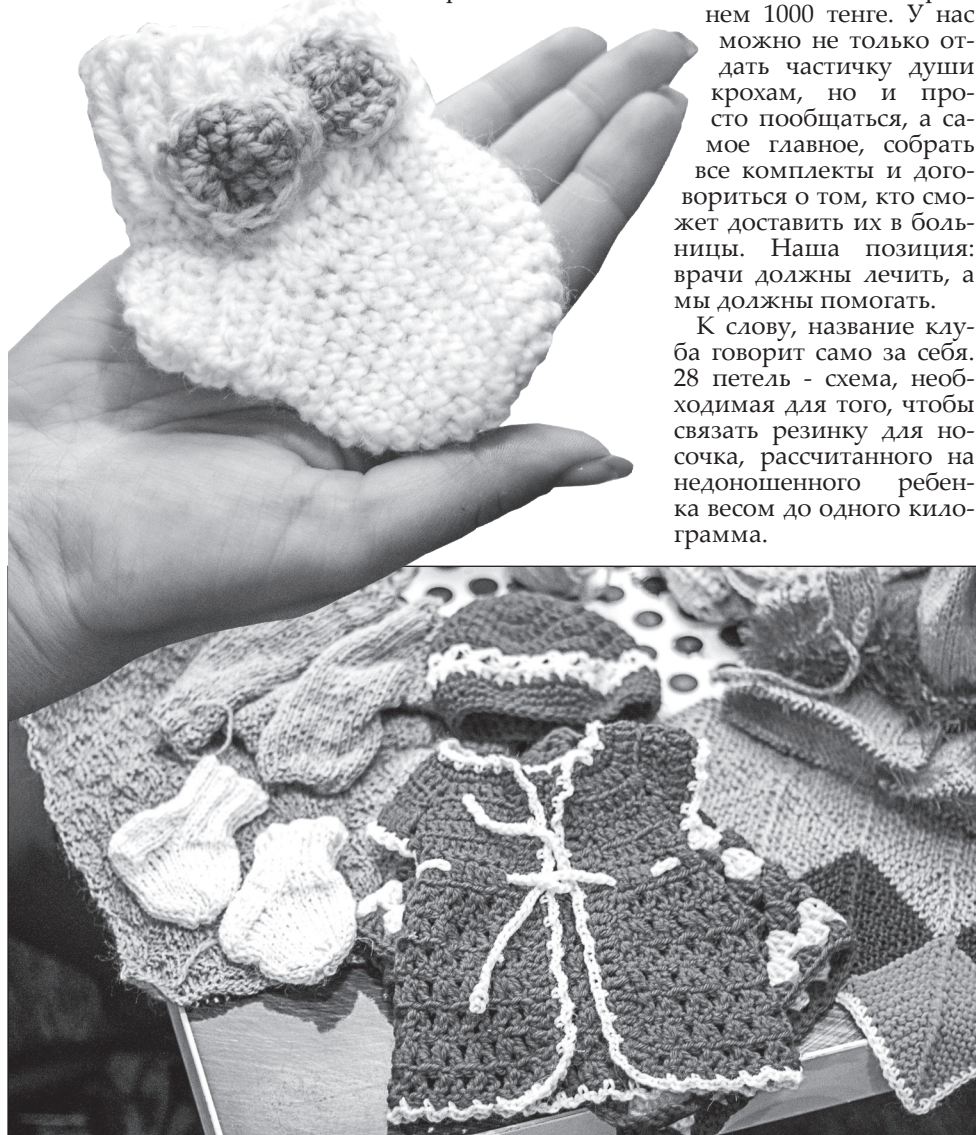 нем 1000 тенге. У нас
можно не только от-
дать частичку души
крохам, но и про-
сто пообщаться, а са-
мое главное, собрать
все комплекты и дого-
вориться о том, кто смо-
жет доставить их в боль-
ницы. Наша позиция:
врачи должны лечить, а
мы должны помогать.
К слову, название клу-
ба говорит само за себя.
28 петель - схема, необ-
ходимая для того, чтобы
связать резинку для но-
сочка, рассчитанного на
недоношенного ребен-
ка весом до одного кило-
грамма.